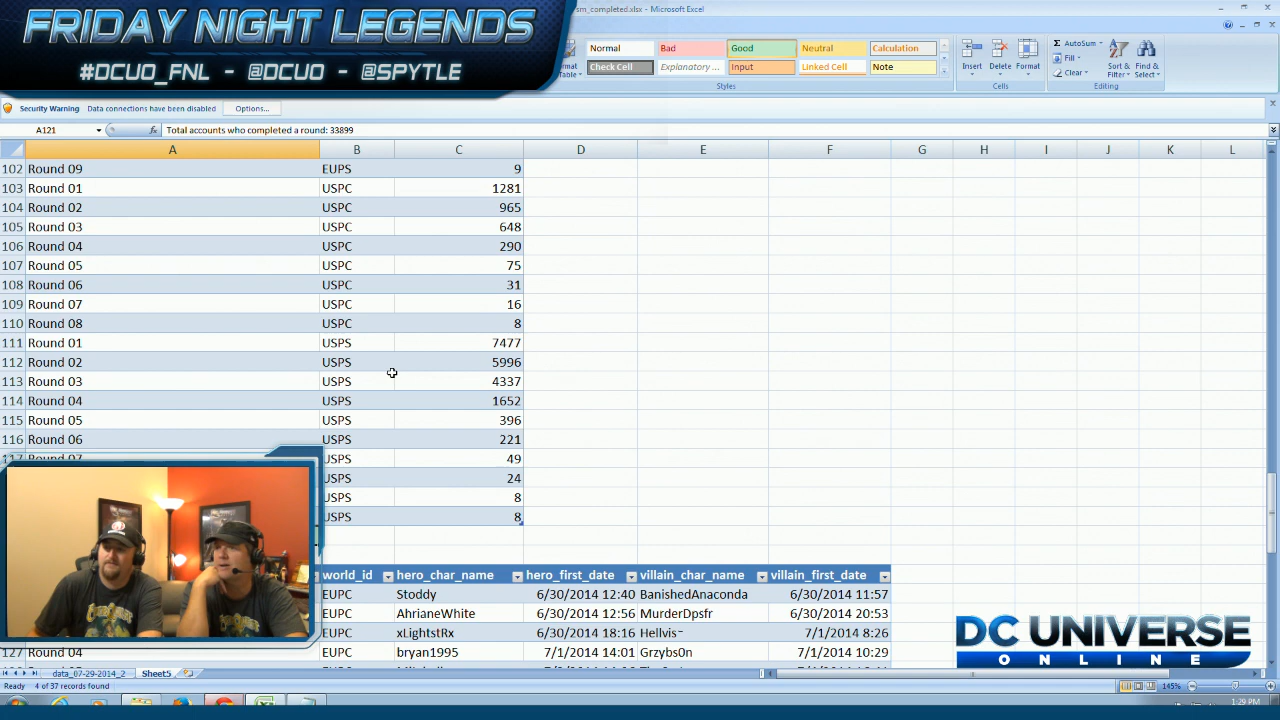 FRIDAY NIGHT LEGENDS
#DCUO_FNL - @DCUO - @SPYTLE
sm_completed.xlsx - Microsoft Excel
Normal Bad Good Neutral Calculation
Check Cell Explanatory ... Input Linked Cell Note
Table
Styles
Insert Delete Format
Cells
AutoSum
Fill
Clear
Sort & Filter
Find & Select
Editing
Security Warning Data connections have been disabled Options...
A121 fx Total accounts who completed a round: 33899
A B C D E F G H I J K L
102 Round 09 EUPS 9
103 Round 01 USPC 1281
104 Round 02 USPC 965
105 Round 03 USPC 648
106 Round 04 USPC 290
107 Round 05 USPC 75
108 Round 06 USPC 31
109 Round 07 USPC 16
110 Round 08 USPC 8
111 Round 01 USPS 7477
112 Round 02 USPS 5996
113 Round 03 USPS 4337
114 Round 04 USPS 1652
115 Round 05 USPS 396
116 Round 06 USPS 221
117 Round 07 USPS 49
USPS 24
USPS 8
USPS 8
world_id hero_char_name hero_first_date villain_char_name villain_first_date
EUPC Stoddy 6/30/2014 12:40 BanishedAnaconda 6/30/2014 11:57
EUPC AhrianeWhite 6/30/2014 12:56 MurderDpsfr 6/30/2014 20:53
EUPC xLightstRx 6/30/2014 18:16 Hellvis 7/1/2014 8:26
127 Round 04 EUPC bryan1995 7/1/2014 14:01 Grzybs0n 7/1/2014 10:29
DC UNIVERSE
ONLINE
data_07-29-2014_2 Sheet5
Ready 4 of 37 records found 145%
1:29 PM